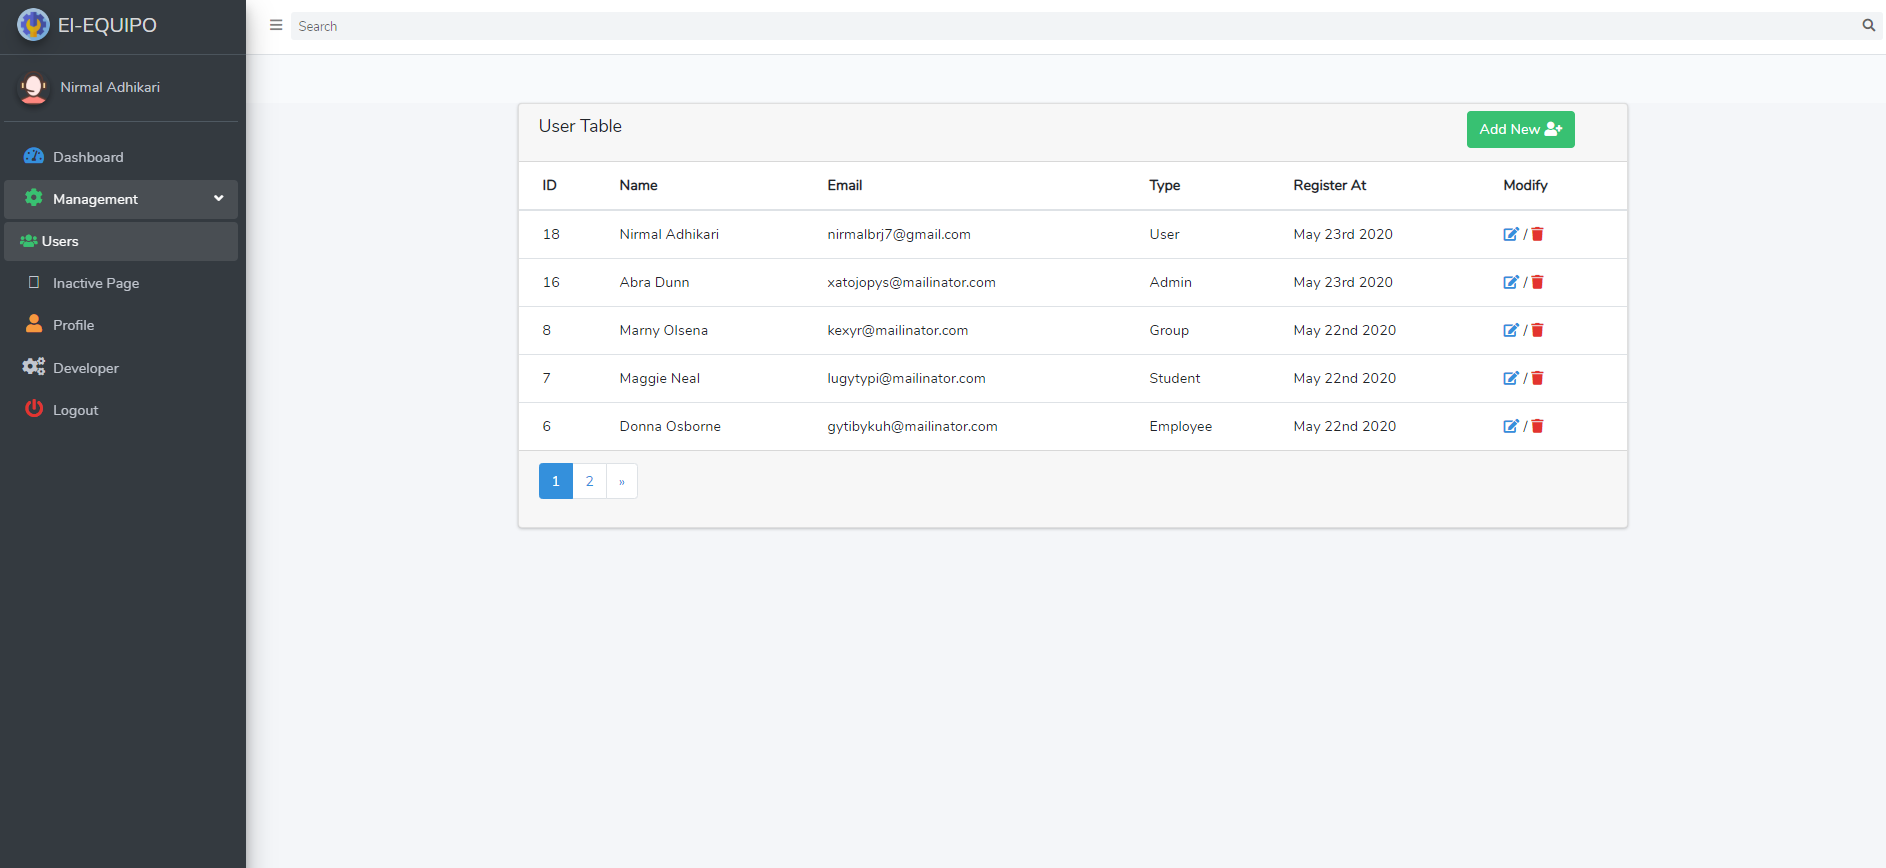 El-EQUIPO
Search
Nirmal Adhikari
Dashboard
Management
Users
Inactive Page
Profile
Developer
Logout
User Table
Add New
ID Name Email Type Register At Modify
18 Nirmal Adhikari nirmalbrj7@gmail.com User May 23rd 2020 /
16 Abra Dunn xatojopys@mailinator.com Admin May 23rd 2020 /
8 Marny Olsena kexyr@mailinator.com Group May 22nd 2020 /
7 Maggie Neal lugytypi@mailinator.com Student May 22nd 2020 /
6 Donna Osborne gytibykuh@mailinator.com Employee May 22nd 2020 /
1 2 »